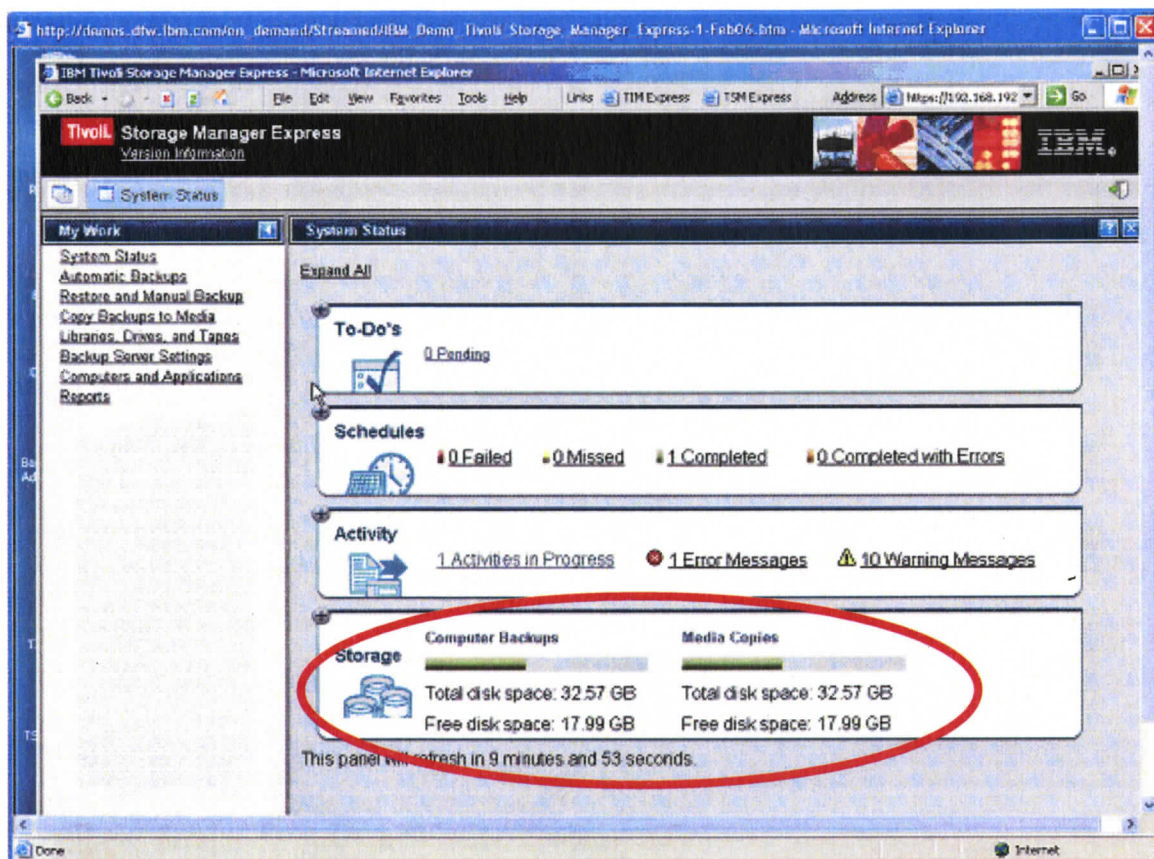 http://demos.dfw.ibm.com/on_demand/Streamed/IBM_Demo_Tivoli_Storage_Manager_Express-1-Feb06.htm - Microsoft Internet Explorer
IBM Tivoli Storage Manager Express - Microsoft Internet Explorer
Back File Edit View Favorites Tools Help Links TIM Express TSM Express Address https://192.168.192 Go
Tivoli. Storage Manager Express
Version Information
IBM.
System Status
My Work
System Status
Automatic Backups
Restore and Manual Backup
Copy Backups to Media
Libraries, Drives, and Tapes
Backup Server Settings
Computers and Applications
Reports
System Status
Expand All
To-Do's
0 Pending
Schedules
0 Failed 0 Missed 1 Completed 0 Completed with Errors
Activity
1 Activities in Progress 1 Error Messages 10 Warning Messages
Storage
Computer Backups
Total disk space: 32.57 GB
Free disk space: 17.99 GB
Media Copies
Total disk space: 32.57 GB
Free disk space: 17.99 GB
This panel will refresh in 9 minutes and 53 seconds.
Done Internet